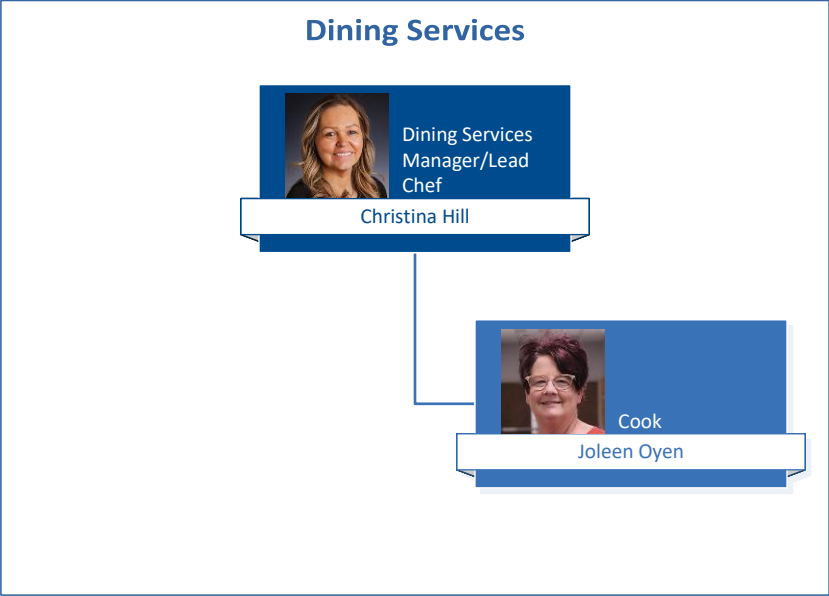 Dining Services
Dining Services
Manager/Lead
Chef
Christina Hill
Cook
Joleen Oyen